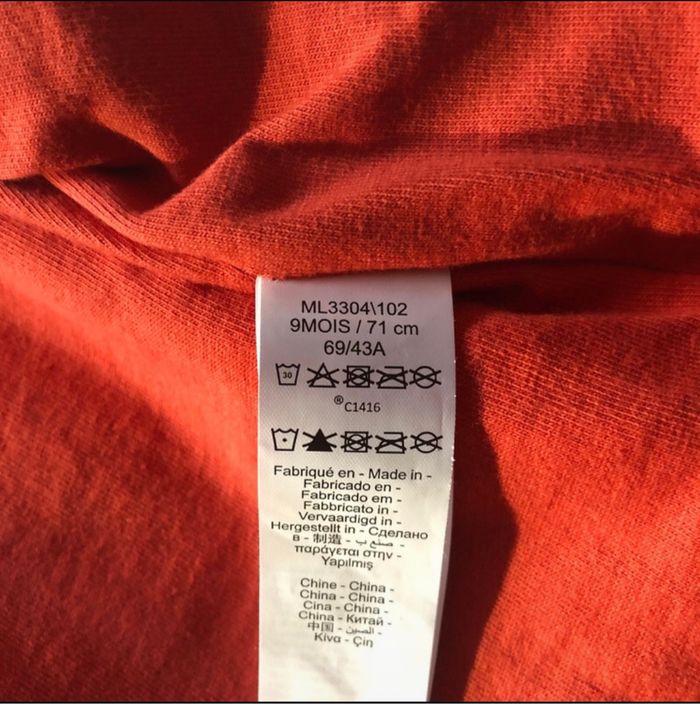 ML3304\102
9MOIS / 71 cm
69/43A
30
®C1416
Fabriqué en - Made in -
Fabricado en -
Fabricado em -
Fabbricato in -
Vervaardigd in -
Hergestellt in - Сделано
в - 制造 - صنع ب -
παράγεται στην -
Yapılmış
Chine - China -
China - China -
Cina - China -
China - Китай -
中国 - الصين -
Κίνα - Çin